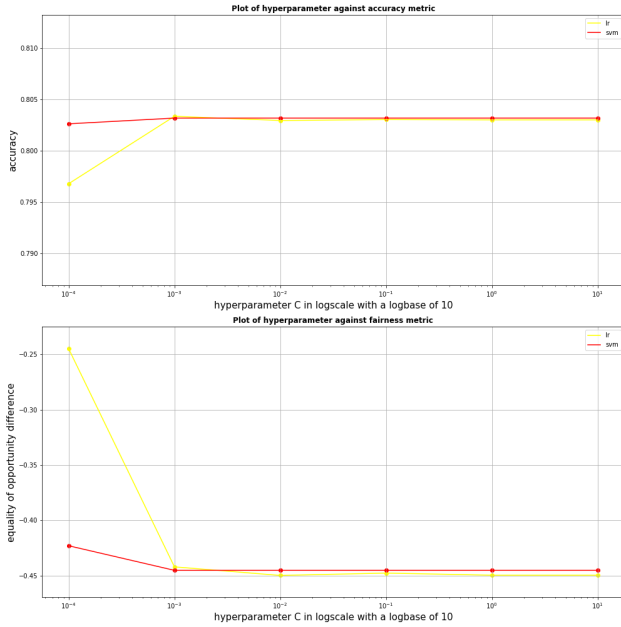 Plot of hyperparameter against accuracy metric
lr
svm
0.810
0.805
0.800
0.795
0.790
accuracy
10⁻⁴
10⁻³
10⁻²
10⁻¹
10⁰
10¹
hyperparameter C in logscale with a logbase of 10
Plot of hyperparameter against fairness metric
lr
svm
−0.25
−0.30
−0.35
−0.40
−0.45
equality of opportunity difference
10⁻⁴
10⁻³
10⁻²
10⁻¹
10⁰
10¹
hyperparameter C in logscale with a logbase of 10